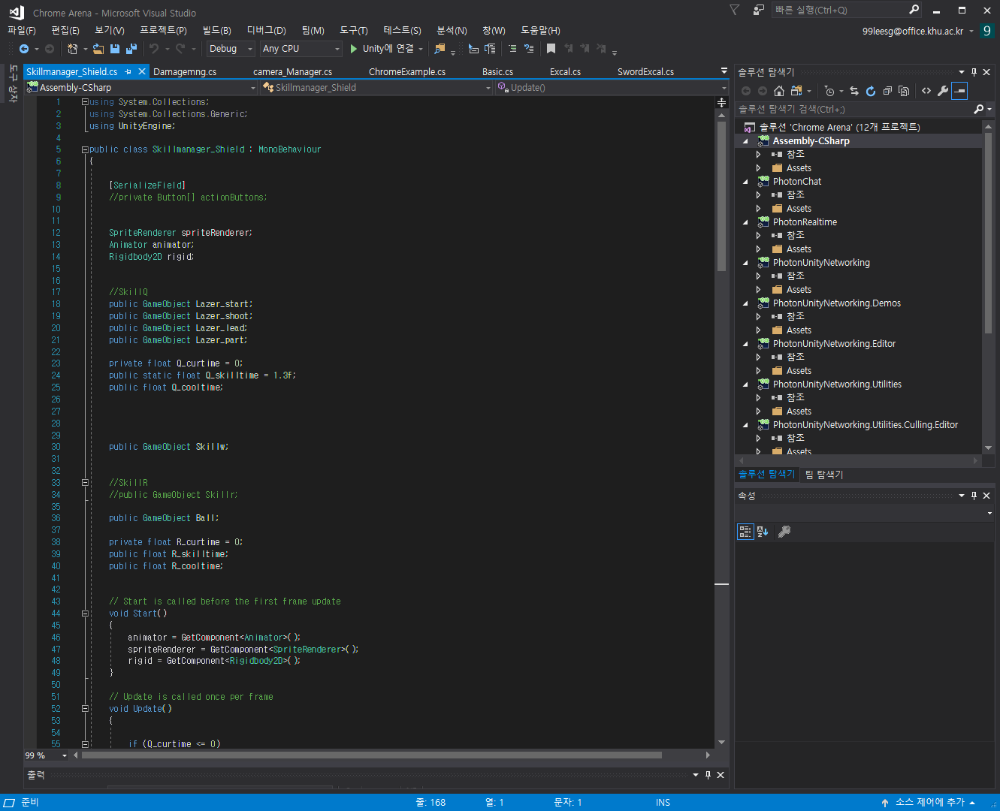 Chrome Arena - Microsoft Visual Studio
빠른 실행(Ctrl+Q)
파일(F) 편집(E) 보기(V) 프로젝트(P) 빌드(B) 디버그(D) 팀(M) 도구(T) 테스트(S) 분석(N) 창(W) 도움말(H)
99leesg@office.khu.ac.kr 9
Debug Any CPU Unity에 연결
도구 상자
Skillmanager_Shield.cs Damagemng.cs camera_Manager.cs ChromeExample.cs Basic.cs Excal.cs SwordExcal.cs
Assembly-CSharp Skillmanager_Shield Update()
1 using System.Collections;
2 using System.Collections.Generic;
3 using UnityEngine;
4
5 public class Skillmanager_Shield : MonoBehaviour
6 {
7
8 [SerializeField]
9 //private Button[] actionButtons;
10
11
12 SpriteRenderer spriteRenderer;
13 Animator animator;
14 Rigidbody2D rigid;
15
16
17 //SkillQ
18 public GameObject Lazer_start;
19 public GameObject Lazer_shoot;
20 public GameObject Lazer_lead;
21 public GameObject Lazer_part;
22
23 private float Q_curtime = 0;
24 public static float Q_skilltime = 1.3f;
25 public float Q_cooltime;
26
27
28
29
30 public GameObject Skillw;
31
32
33 //SkillR
34 //public GameObject Skillr;
35
36 public GameObject Ball;
37
38 private float R_curtime = 0;
39 public float R_skilltime;
40 public float R_cooltime;
41
42
43 // Start is called before the first frame update
44 void Start()
45 {
46 animator = GetComponent<Animator>();
47 spriteRenderer = GetComponent<SpriteRenderer>();
48 rigid = GetComponent<Rigidbody2D>();
49 }
50
51 // Update is called once per frame
52 void Update()
53 {
54
55 if (Q_curtime <= 0)
99 %
출력
솔루션 탐색기
솔루션 탐색기 검색(Ctrl+;)
솔루션 'Chrome Arena' (12개 프로젝트)
Assembly-CSharp
참조
Assets
PhotonChat
참조
Assets
PhotonRealtime
참조
Assets
PhotonUnityNetworking
참조
Assets
PhotonUnityNetworking.Demos
참조
Assets
PhotonUnityNetworking.Editor
참조
Assets
PhotonUnityNetworking.Utilities
참조
Assets
PhotonUnityNetworking.Utilities.Culling.Editor
참조
Assets
솔루션 탐색기 팀 탐색기
속성
준비 줄: 168 열: 1 문자: 1 INS 소스 제어에 추가